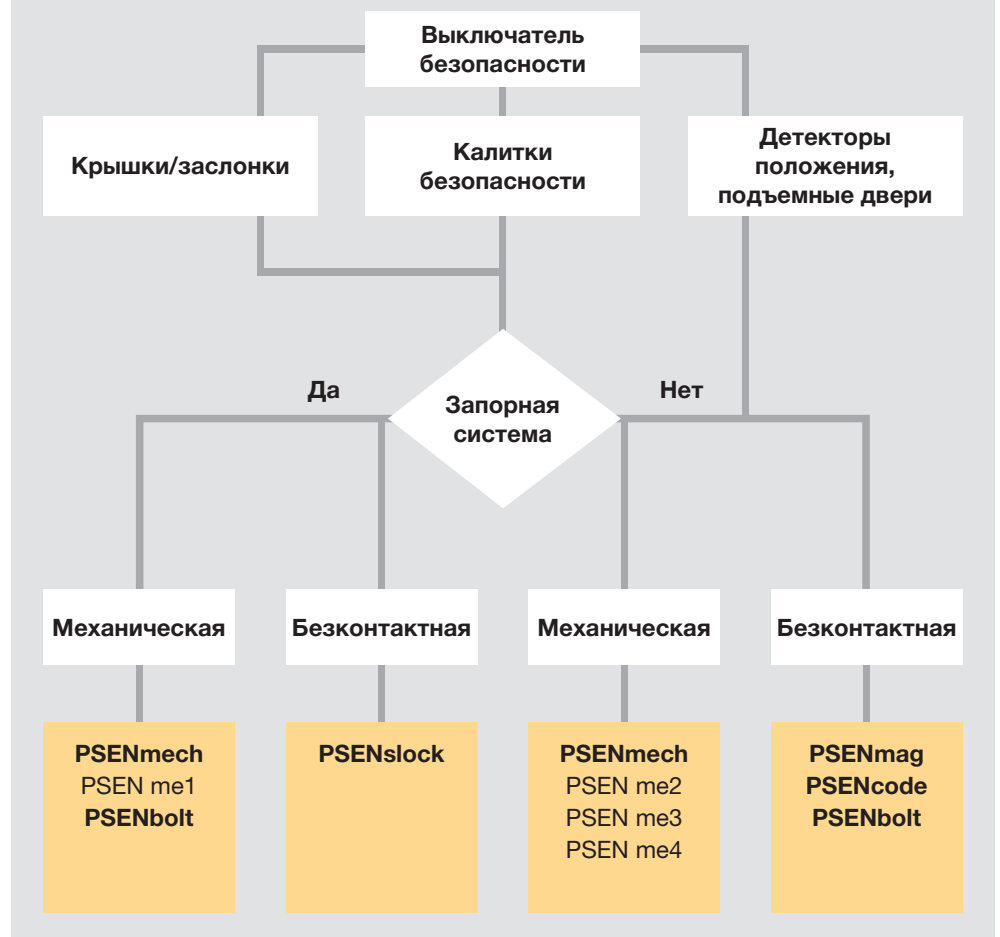 Выключатель
безопасности
Крышки/заслонки
Калитки
безопасности
Детекторы
положения,
подъемные двери
Да
Запорная
система
Нет
Механическая
Безконтактная
Механическая
Безконтактная
PSENmech
PSEN me1
PSENbolt
PSENslock
PSENmech
PSEN me2
PSEN me3
PSEN me4
PSENmag
PSENcode
PSENbolt